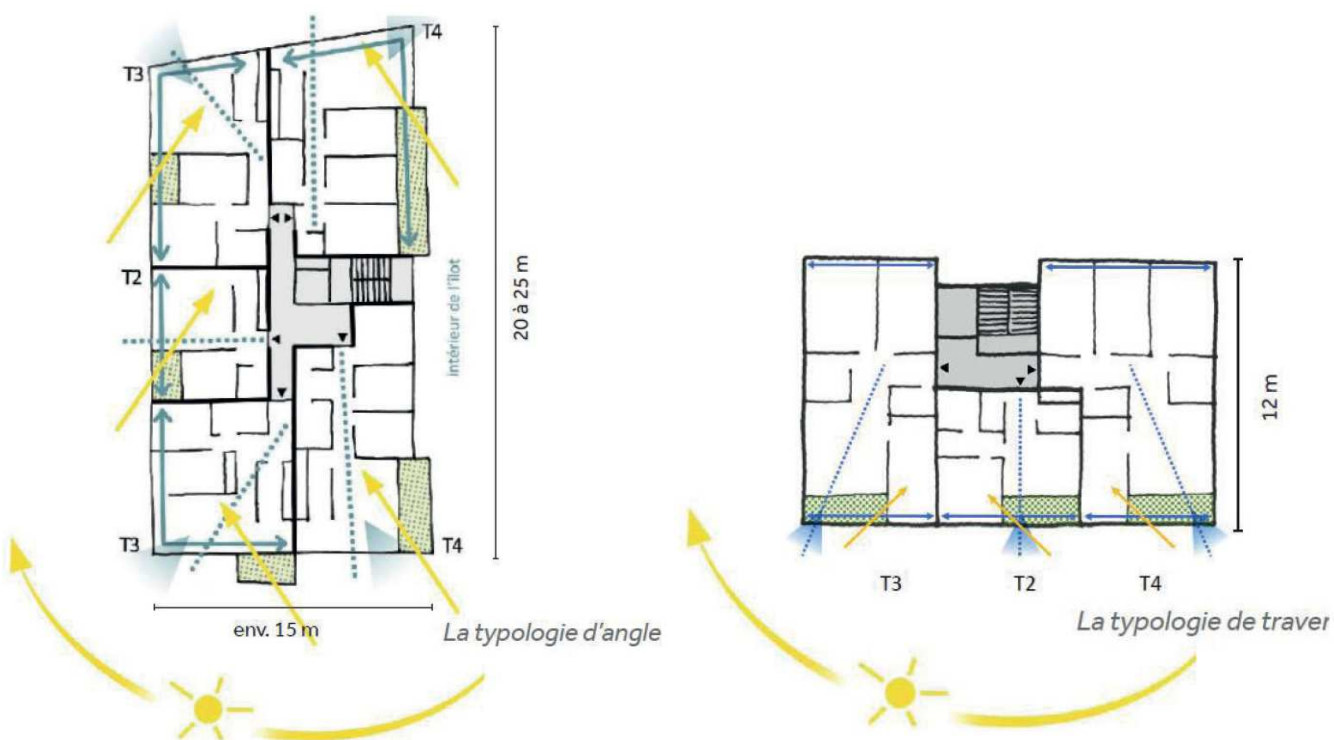 T4
T3
T2
intérieur de l'îlot
20 à 25 m
T3
T4
env. 15 m
La typologie d'angle
12 m
T3
T2
T4
La typologie de traver